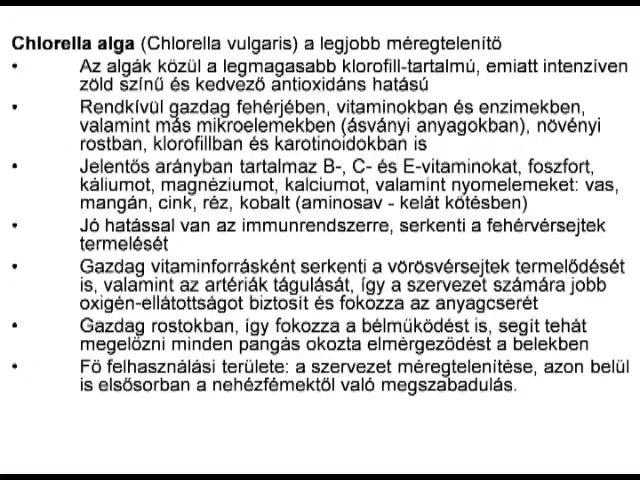 Chlorella alga (Chlorella vulgaris) a legjobb méregtelenítő
• Az algák közül a legmagasabb klorofill-tartalmú, emiatt intenzíven
zöld színű és kedvező antioxidáns hatású
• Rendkívül gazdag fehérjében, vitaminokban és enzimekben,
valamint más mikroelemekben (ásványi anyagokban), növényi
rostban, klorofillban és karotinoidokban is
• Jelentős arányban tartalmaz B-, C- és E-vitaminokat, foszfort,
káliumot, magnéziumot, kalciumot, valamint nyomelemeket: vas,
mangán, cink, réz, kobalt (aminosav - kelát kötésben)
• Jó hatással van az immunrendszerre, serkenti a fehérvérsejtek
termelését
• Gazdag vitaminforrásként serkenti a vörösvérsejtek termelődését
is, valamint az artériák tágulását, így a szervezet számára jobb
oxigén-ellátottságot biztosít és fokozza az anyagcserét
• Gazdag rostokban, így fokozza a bélműködést is, segít tehát
megelőzni minden pangás okozta elmérgeződést a belekben
• Fő felhasználási területe: a szervezet méregtelenítése, azon belül
is elsősorban a nehézfémektől való megszabadulás.